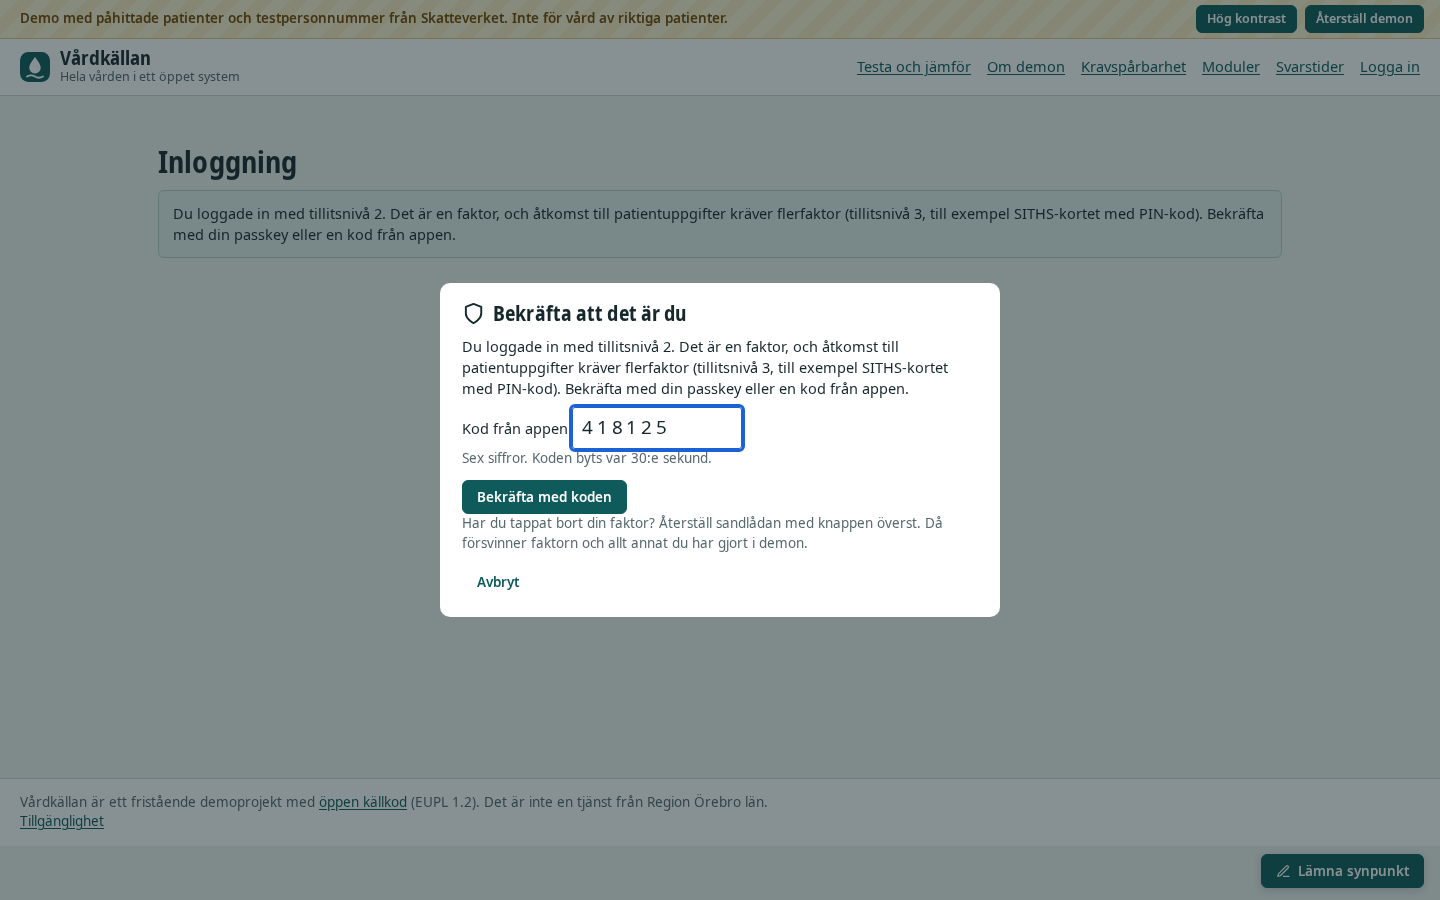 Demo med påhittade patienter och testpersonnummer från Skatteverket. Inte för vård av riktiga patienter.
Hög kontrast
Återställ demon
Vårdkällan
Hela vården i ett öppet system
Testa och jämför
Om demon
Kravspårbarhet
Moduler
Svarstider
Logga in
Inloggning
Du loggade in med tillitsnivå 2. Det är en faktor, och åtkomst till patientuppgifter kräver flerfaktor (tillitsnivå 3, till exempel SITHS-kortet med PIN-kod). Bekräfta
med din passkey eller en kod från appen.
Bekräfta att det är du
Du loggade in med tillitsnivå 2. Det är en faktor, och åtkomst till
patientuppgifter kräver flerfaktor (tillitsnivå 3, till exempel SITHS-kortet
med PIN-kod). Bekräfta med din passkey eller en kod från appen.
Kod från appen
418125
Sex siffror. Koden byts var 30:e sekund.
Bekräfta med koden
Har du tappat bort din faktor? Återställ sandlådan med knappen överst. Då
försvinner faktorn och allt annat du har gjort i demon.
Avbryt
Vårdkällan är ett fristående demoprojekt med öppen källkod (EUPL 1.2). Det är inte en tjänst från Region Örebro län.
Tillgänglighet
Lämna synpunkt